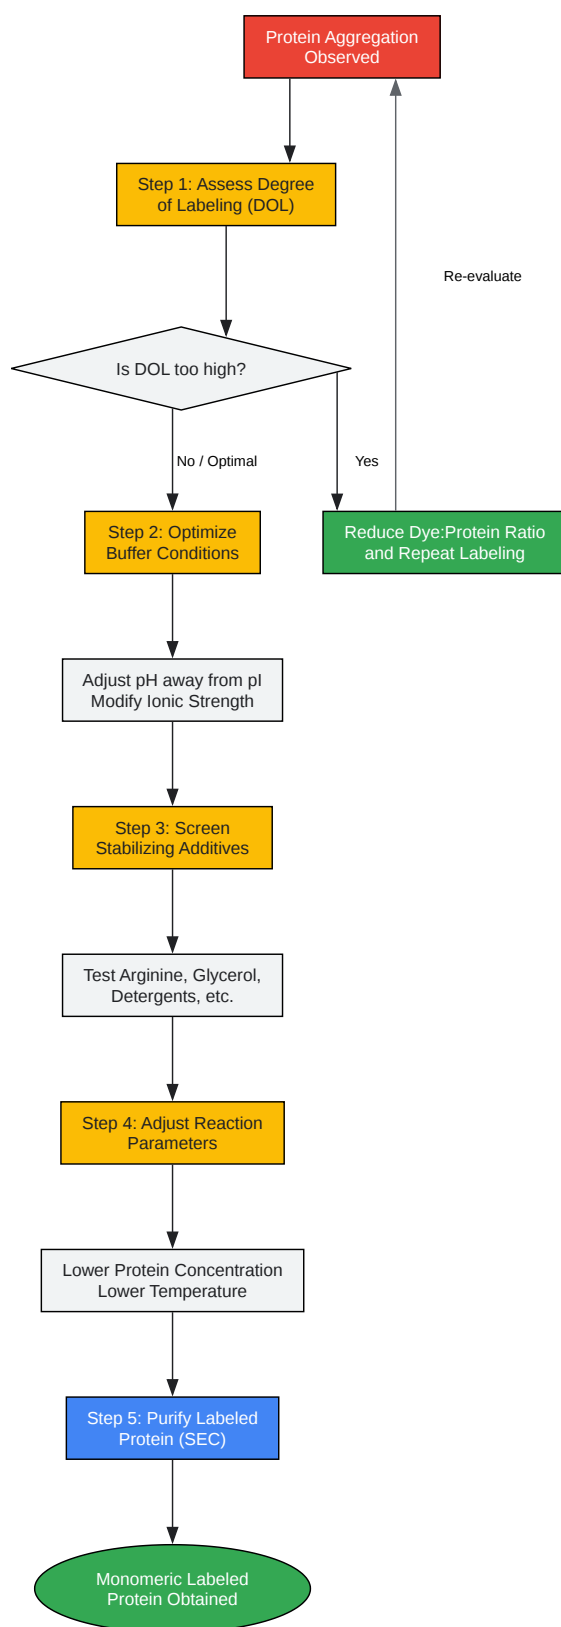 Protein Aggregation
Observed
Step 1: Assess Degree
of Labeling (DOL)
Re-evaluate
Is DOL too high?
No / Optimal
Yes
Step 2: Optimize
Buffer Conditions
Reduce Dye:Protein Ratio
and Repeat Labeling
Adjust pH away from pI
Modify Ionic Strength
Step 3: Screen
Stabilizing Additives
Test Arginine, Glycerol,
Detergents, etc.
Step 4: Adjust Reaction
Parameters
Lower Protein Concentration
Lower Temperature
Step 5: Purify Labeled
Protein (SEC)
Monomeric Labeled
Protein Obtained